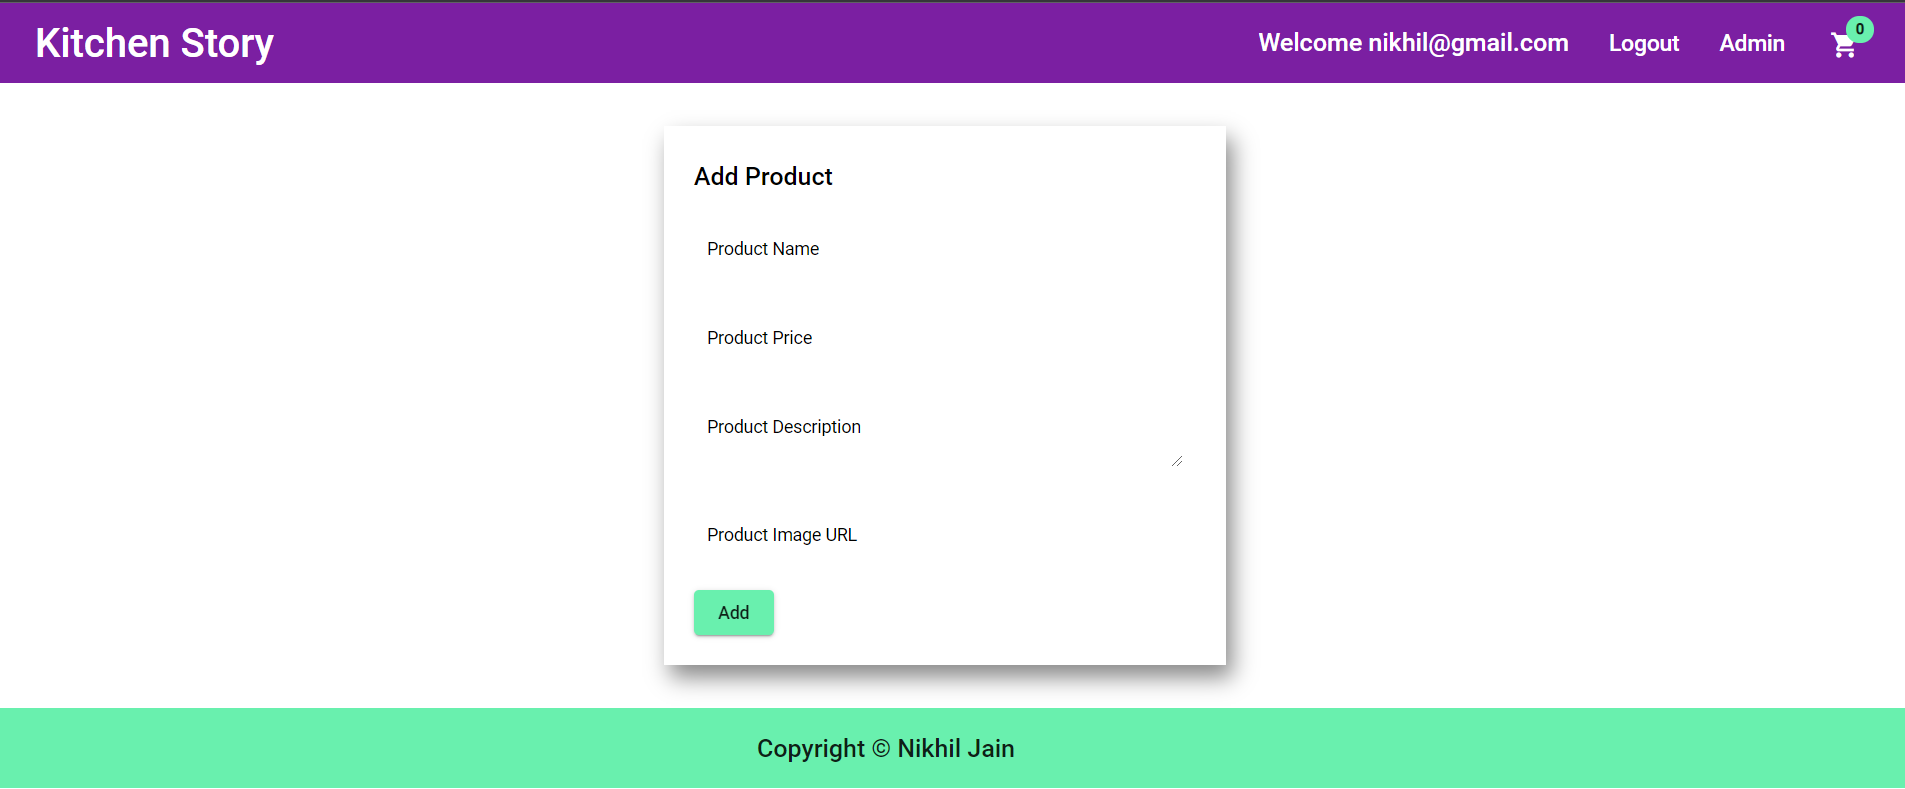 Kitchen Story
Welcome nikhil@gmail.com Logout Admin 0
Add Product
Product Name
Product Price
Product Description
Product Image URL
Add
Copyright © Nikhil Jain